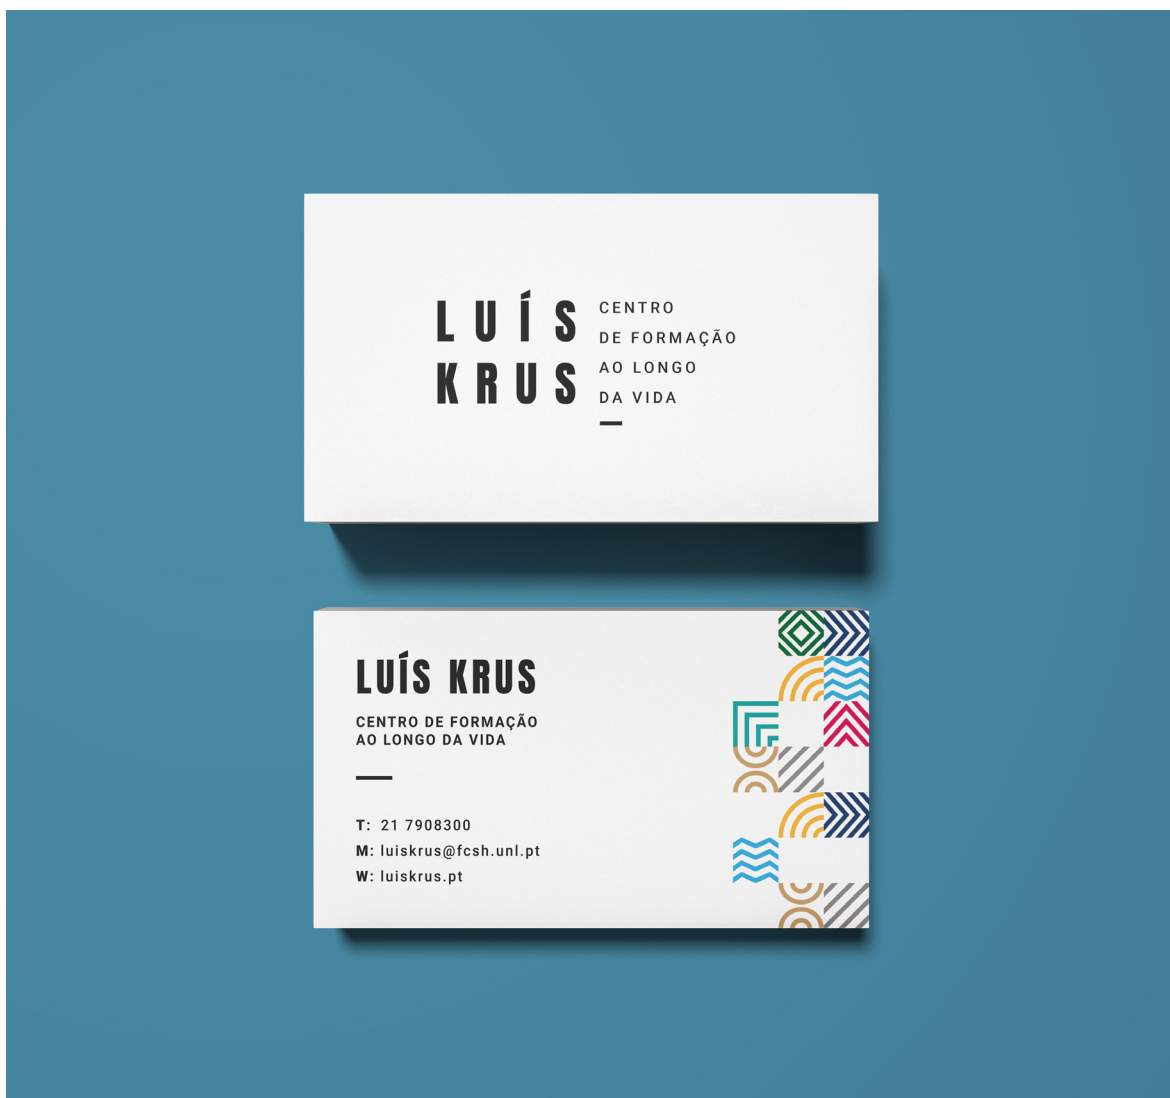 LUÍS
KRUS
CENTRO
DE FORMAÇÃO
AO LONGO
DA VIDA
LUÍS KRUS
CENTRO DE FORMAÇÃO
AO LONGO DA VIDA
T: 21 7908300
M: luiskrus@fcsh.unl.pt
W: luiskrus.pt